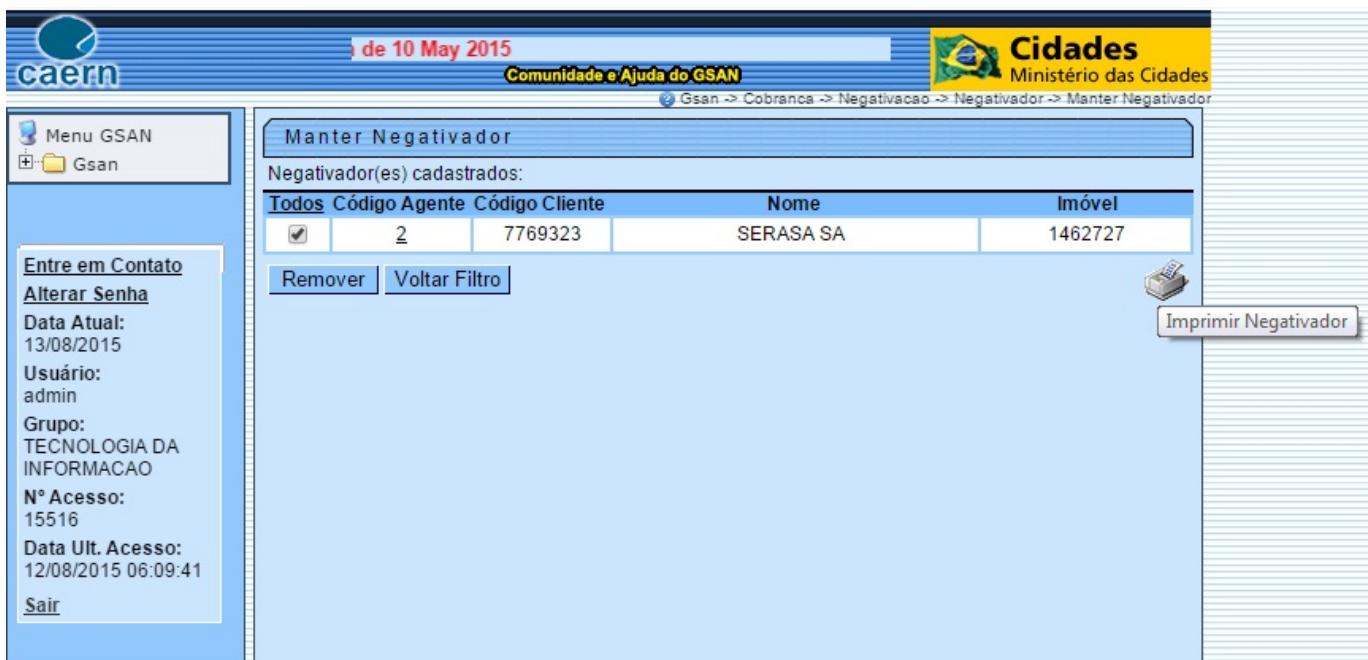 caern
de 10 May 2015
Comunidade e Ajuda do GSAN
Cidades
Ministério das Cidades
Gsan -> Cobranca -> Negativacao -> Negativador -> Manter Negativador
Menu GSAN
Gsan
Entre em Contato
Alterar Senha
Data Atual:
13/08/2015
Usuário:
admin
Grupo:
TECNOLOGIA DA
INFORMACAO
Nº Acesso:
15516
Data Ult. Acesso:
12/08/2015 06:09:41
Sair
Manter Negativador
Negativador(es) cadastrados:
Todos Código Agente Código Cliente Nome Imóvel
2 7769323 SERASA SA 1462727
Remover Voltar Filtro
Imprimir Negativador